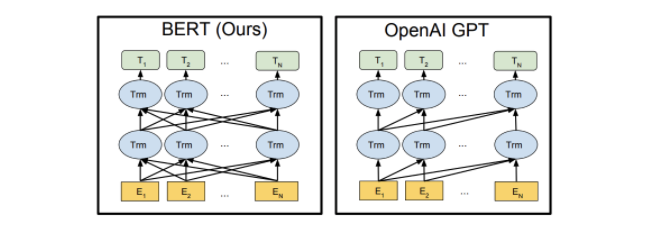 BERT (Ours)
T1 T2 ... TN
Trm Trm ... Trm
Trm Trm ... Trm
E1 E2 ... EN
OpenAI GPT
T1 T2 ... TN
Trm Trm ... Trm
Trm Trm ... Trm
E1 E2 ... EN